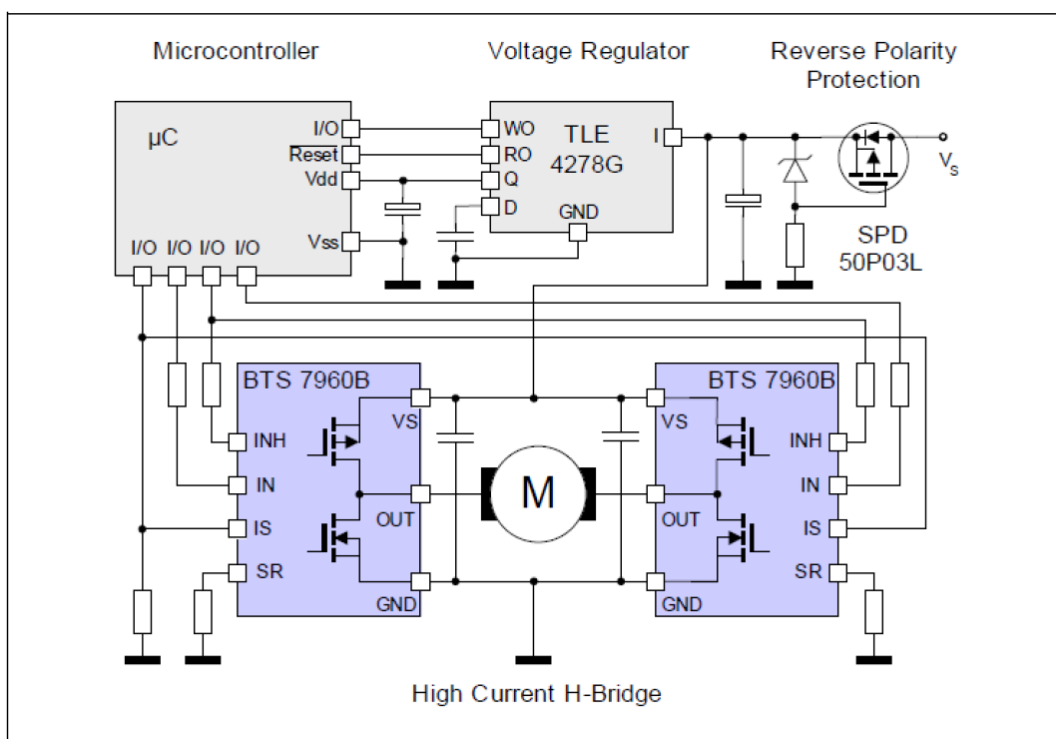 Microcontroller
Voltage Regulator
Reverse Polarity
Protection
µC
I/O
Reset
Vdd
Vss
I/O I/O I/O I/O
WO
RO
Q
D
TLE
4278G
GND
I
V_S
SPD
50P03L
BTS 7960B
VS
INH
IN
IS
SR
OUT
GND
M
BTS 7960B
VS
INH
IN
IS
SR
OUT
GND
High Current H-Bridge